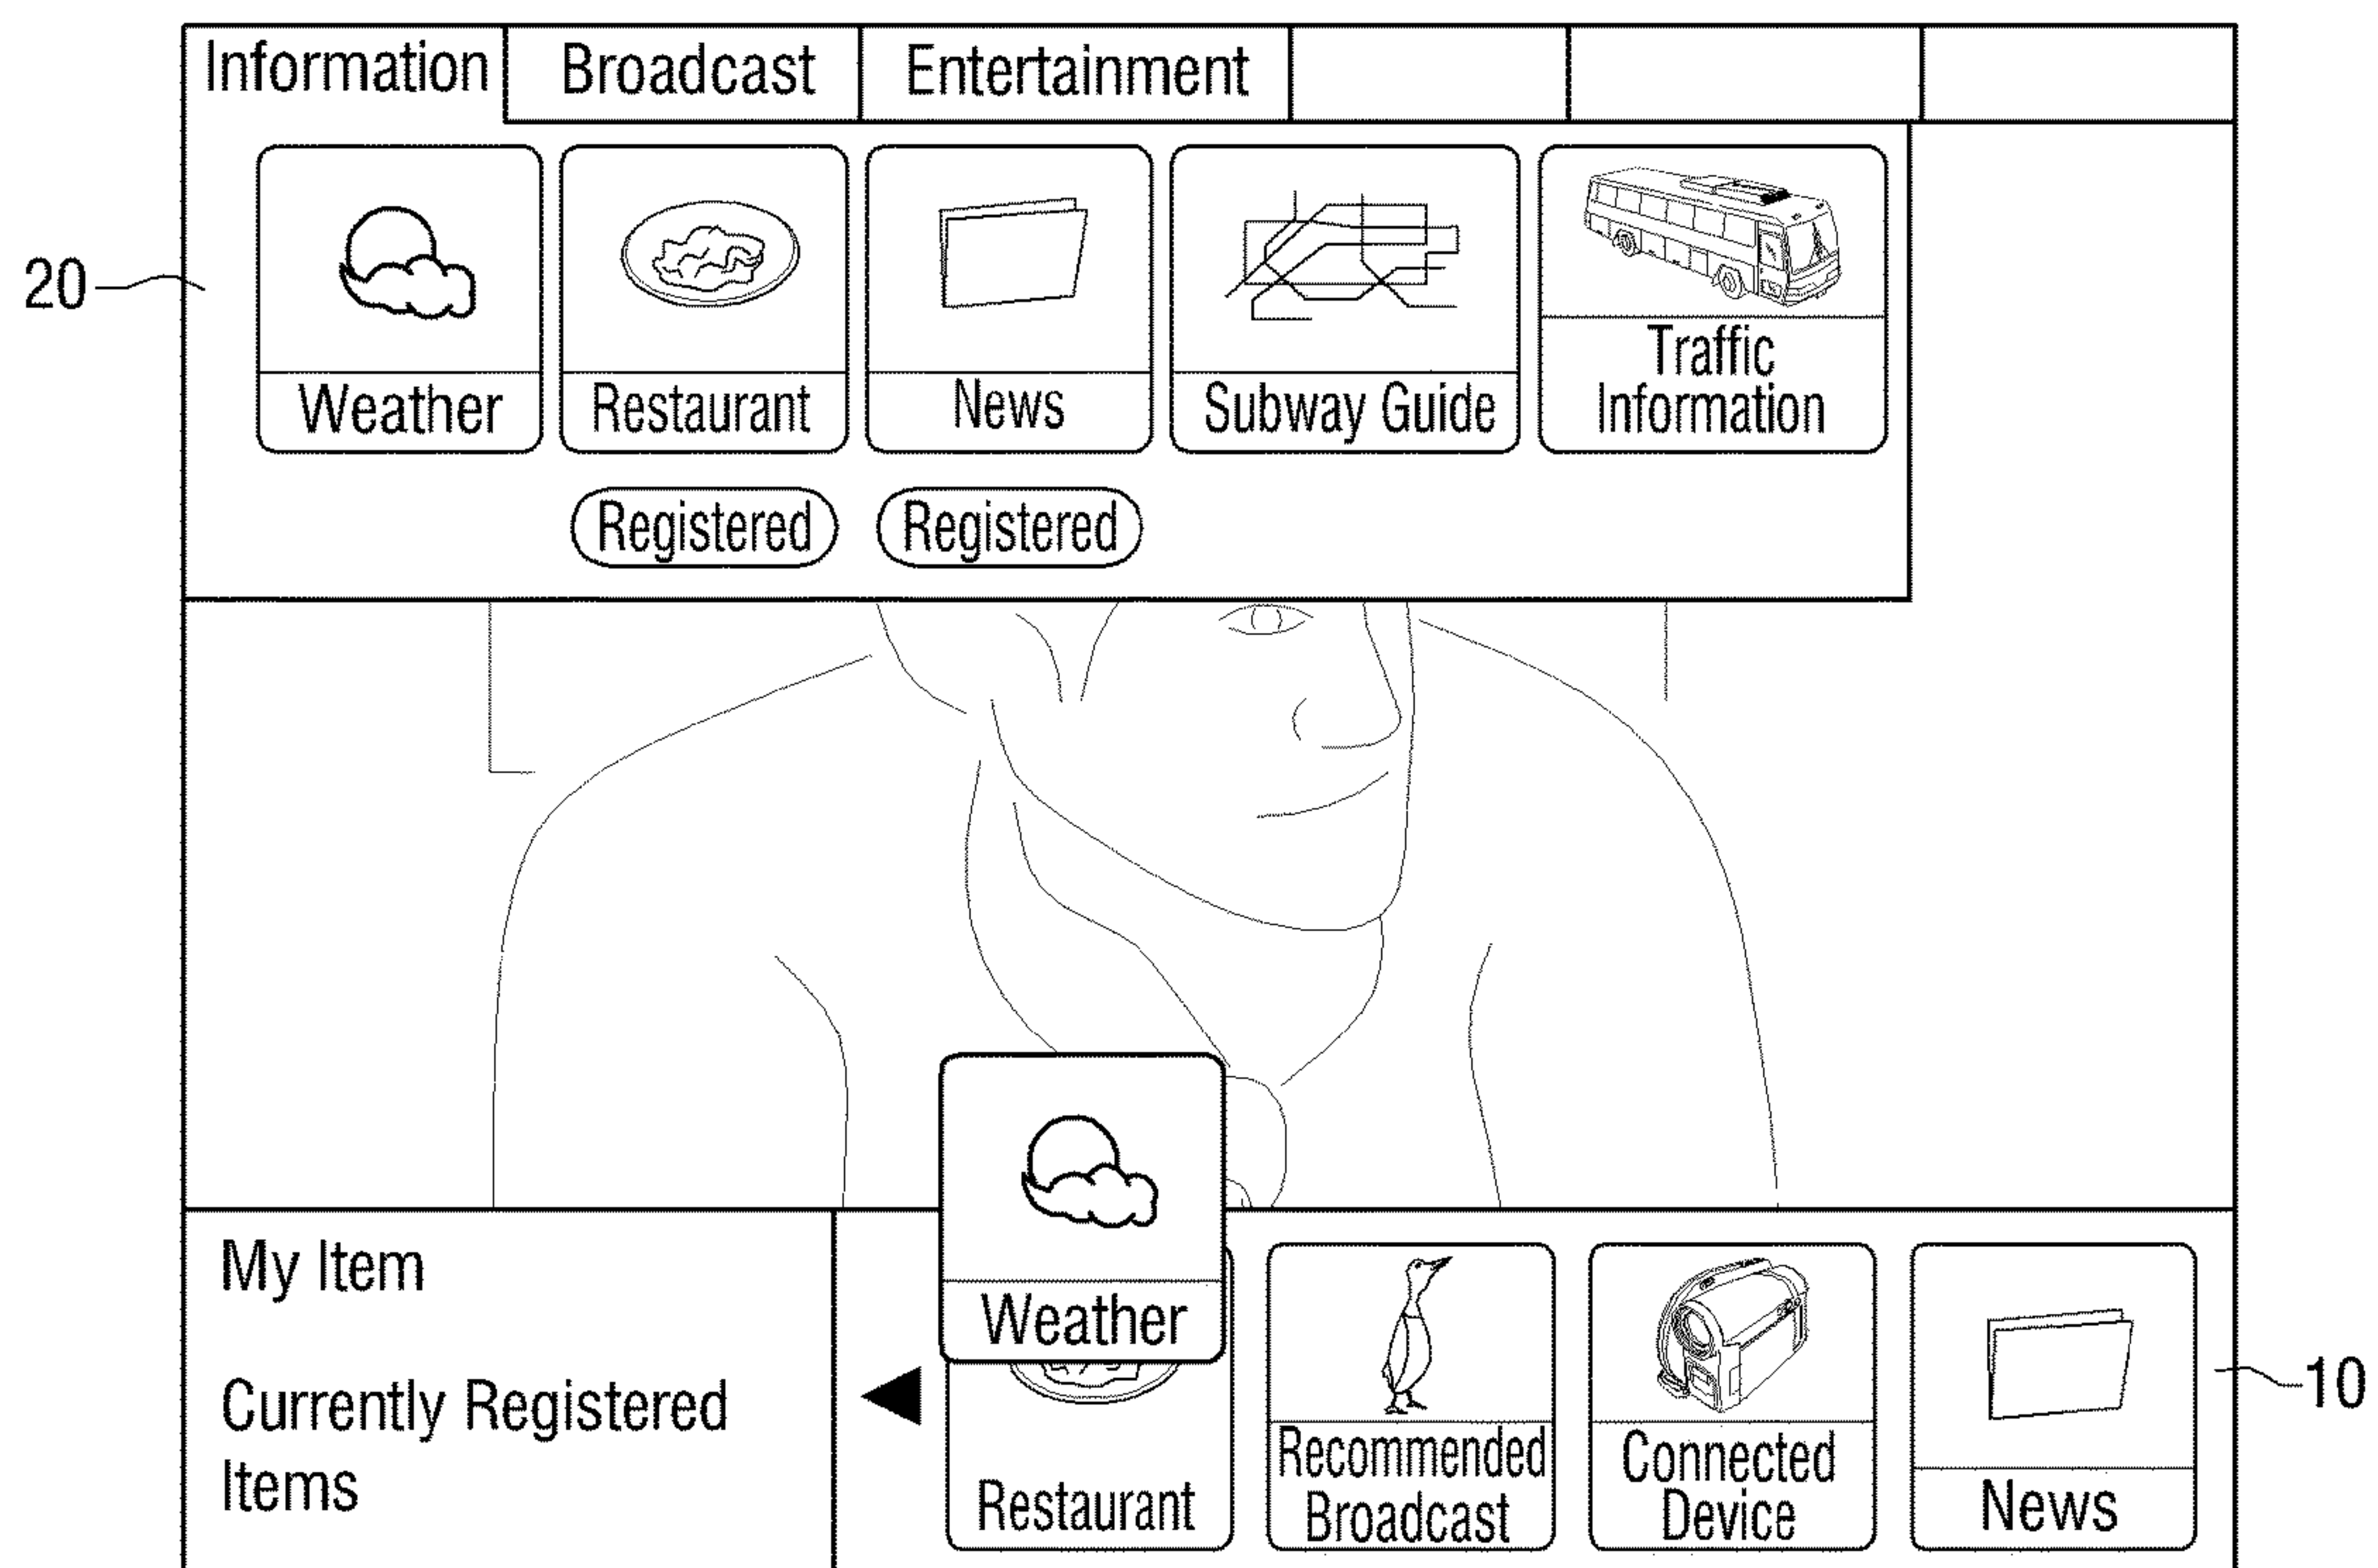 Information Broadcast Entertainment
20
Weather Restaurant News Subway Guide Traffic
Information
Registered Registered
My Item
Currently Registered
Items
Weather
Restaurant
Recommended
Broadcast
Connected
Device
News
10